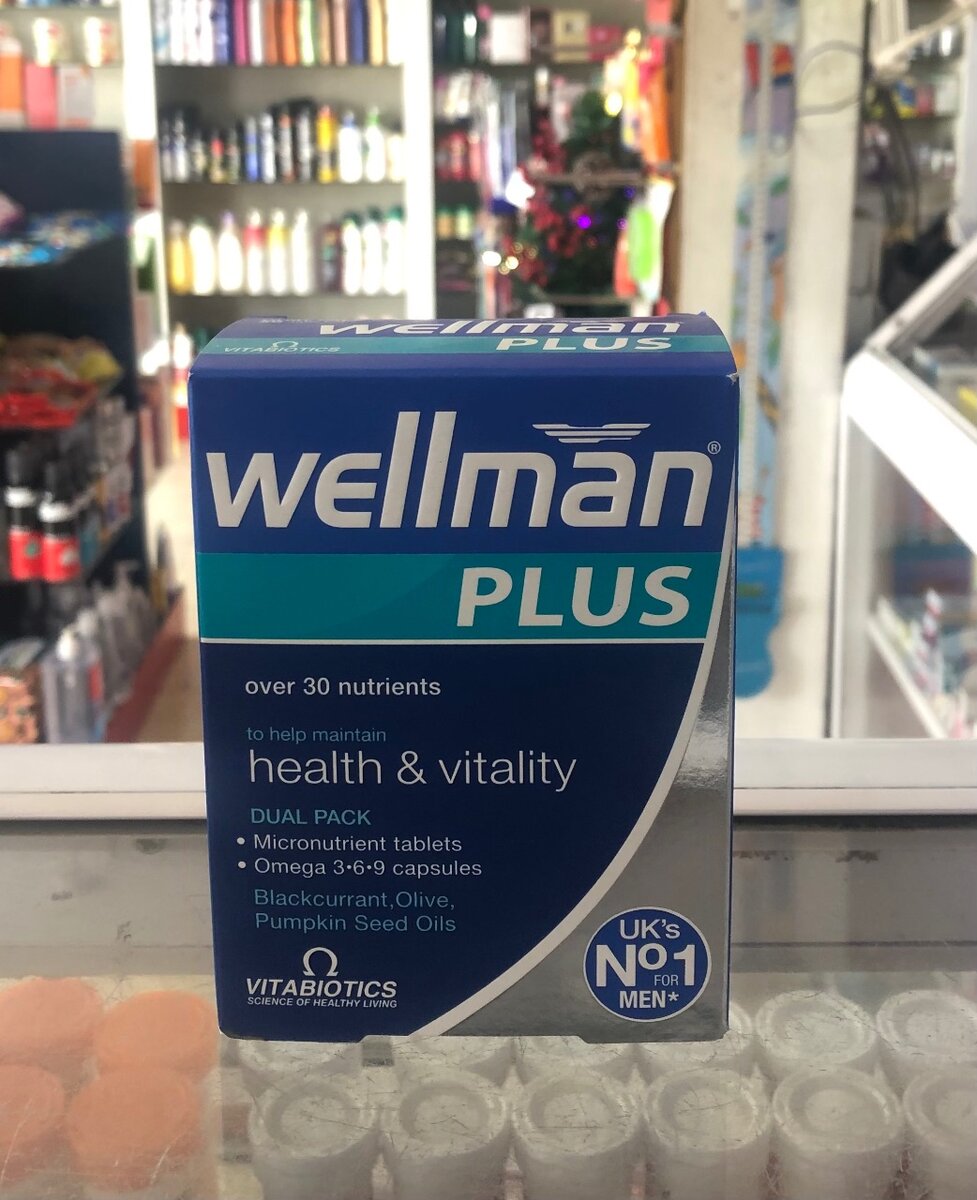 wellman
VITABIOTICS
PLUS
wellman®
PLUS
over 30 nutrients
to help maintain
health & vitality
DUAL PACK
• Micronutrient tablets
• Omega 3•6•9 capsules
Blackcurrant, Olive,
Pumpkin Seed Oils
VITABIOTICS
SCIENCE OF HEALTHY LIVING
UK's
No1
FOR
MEN*